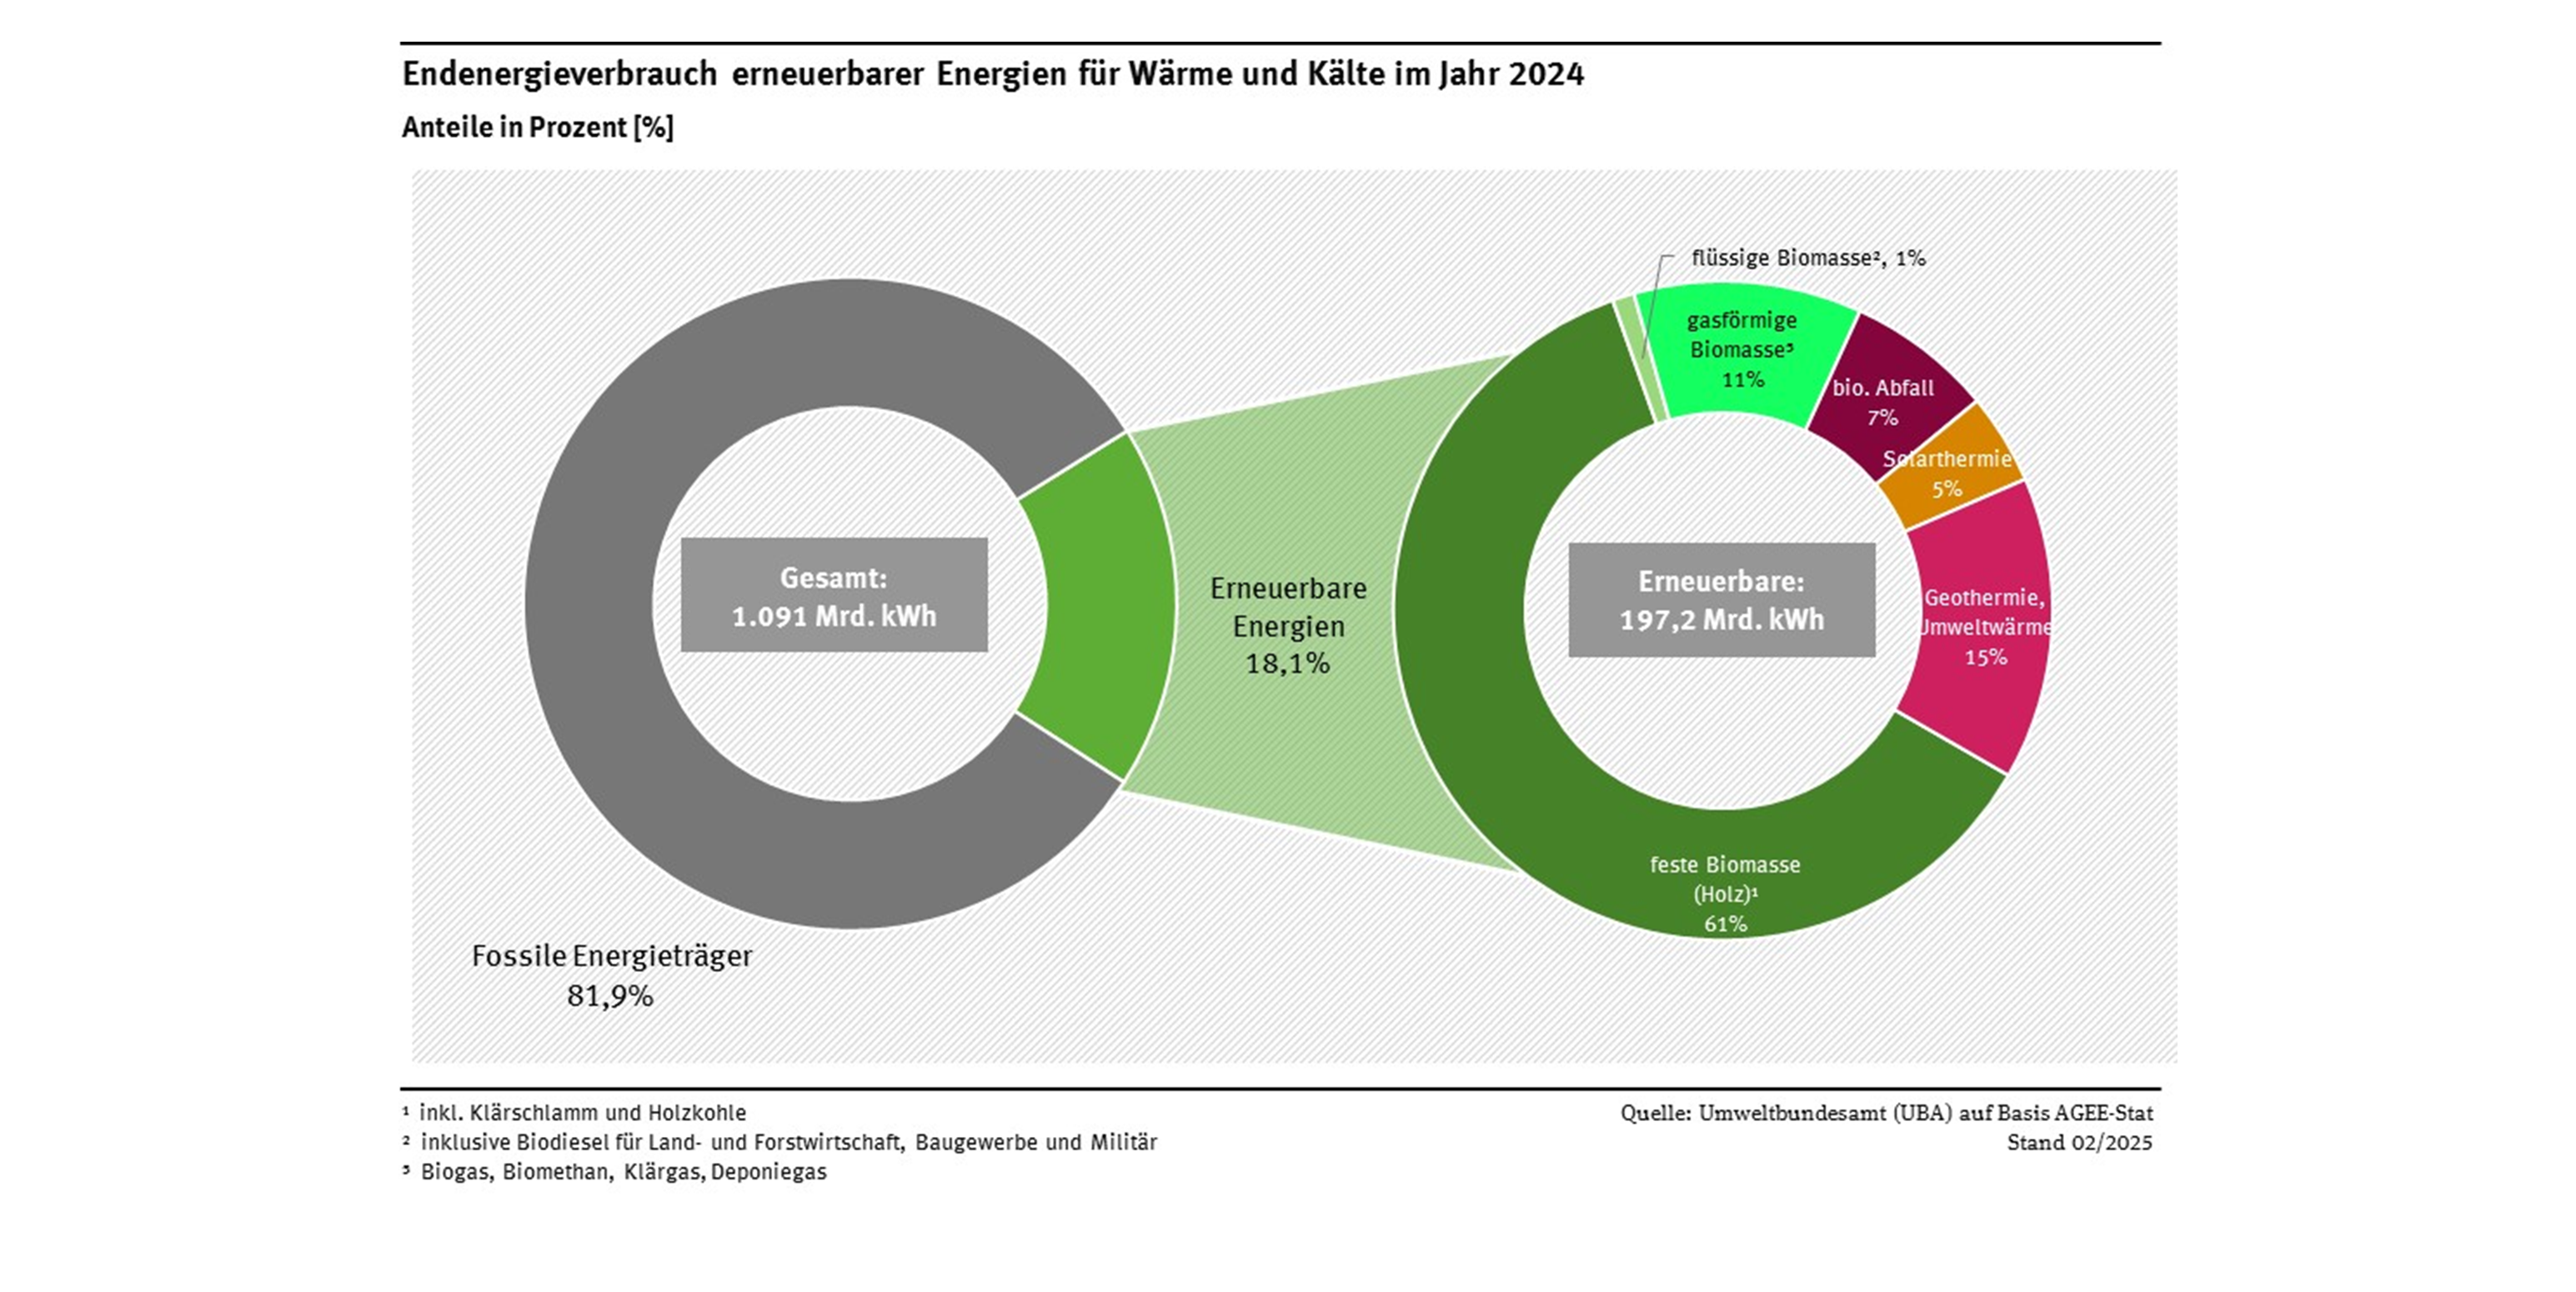 Endenergieverbrauch erneuerbarer Energien für Wärme und Kälte im Jahr 2024
Anteile in Prozent [%]
flüssige Biomasse², 1%
gasförmige
Biomasse³
11%
bio. Abfall
7%
Solarthermie
5%
Gesamt:
1.091 Mrd. kWh
Erneuerbare
Energien
18,1%
Erneuerbare:
197,2 Mrd. kWh
Geothermie,
Umweltwärme
15%
feste Biomasse
(Holz)¹
61%
Fossile Energieträger
81,9%
¹ inkl. Klärschlamm und Holzkohle
² inklusive Biodiesel für Land- und Forstwirtschaft, Baugewerbe und Militär
³ Biogas, Biomethan, Klärgas, Deponiegas
Quelle: Umweltbundesamt (UBA) auf Basis AGEE-Stat
Stand 02/2025